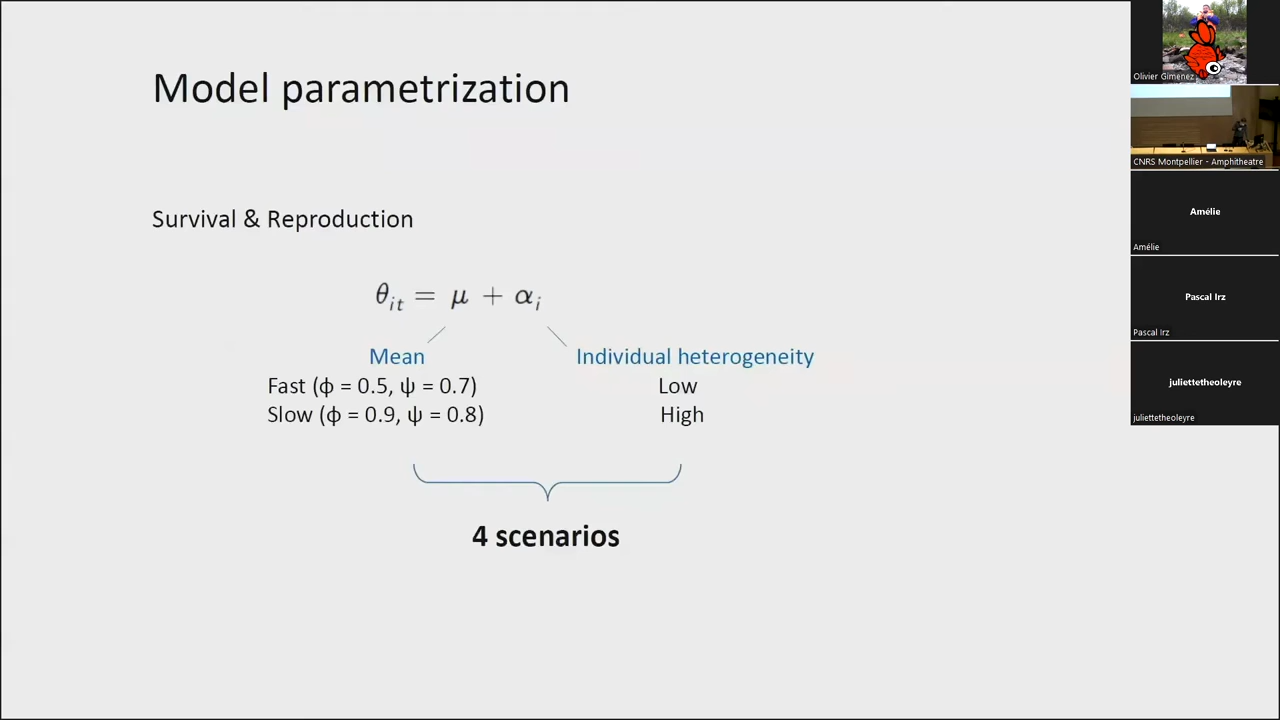 Model parametrization
Survival & Reproduction
θit = μ + αi
Mean
Individual heterogeneity
Fast (ϕ = 0.5, ψ = 0.7)
Low
Slow (ϕ = 0.9, ψ = 0.8)
High
4 scenarios
Olivier Gimenez
CNRS Montpellier - Amphitheatre
Amélie
Amélie
Pascal Irz
Pascal Irz
juliettetheoleyre
juliettetheoleyre